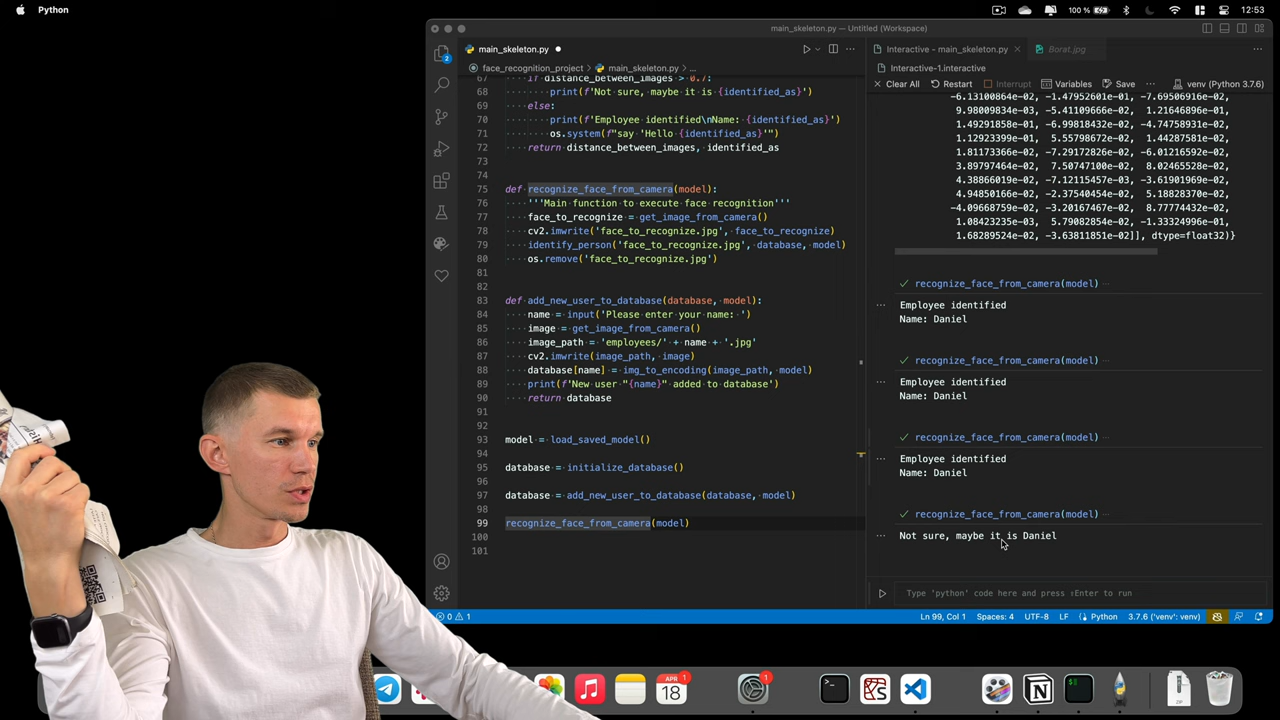 Python
100 %
12:53
main_skeleton.py — Untitled (Workspace)
main_skeleton.py
face_recognition_project > main_skeleton.py > ...
67 if distance_between_images > 0.7:
68 print(f'Not sure, maybe it is {identified_as}')
69 else:
70 print(f'Employee identified\nName: {identified_as}')
71 os.system(f"say 'Hello {identified_as}'")
72 return distance_between_images, identified_as
73
74
75 def recognize_face_from_camera(model):
76 '''Main function to execute face recognition'''
77 face_to_recognize = get_image_from_camera()
78 cv2.imwrite('face_to_recognize.jpg', face_to_recognize)
79 identify_person('face_to_recognize.jpg', database, model)
80 os.remove('face_to_recognize.jpg')
81
82
83 def add_new_user_to_database(database, model):
84 name = input('Please enter your name: ')
85 image = get_image_from_camera()
86 image_path = 'employees/' + name + '.jpg'
87 cv2.imwrite(image_path, image)
88 database[name] = img_to_encoding(image_path, model)
89 print(f'New user "{name}" added to database')
90 return database
91
92
93 model = load_saved_model()
94
95 database = initialize_database()
96
97 database = add_new_user_to_database(database, model)
98
99 recognize_face_from_camera(model)
100
101
Interactive - main_skeleton.py
Borat.jpg
Interactive-1.interactive
Clear All
Restart
Interrupt
Variables
Save
venv (Python 3.7.6)
-6.13100864e-02, -1.47952601e-01, -7.69506916e-02,
9.98000839e-03, -5.41109666e-02, 1.21646896e-01,
1.49291858e-01, -6.99818432e-02, -4.74758931e-02,
1.12923399e-01, 5.55798672e-02, 1.44287581e-01,
1.81173366e-02, -7.29172826e-02, -6.01216592e-02,
3.89797464e-02, 7.50747100e-02, 8.02465528e-02,
4.38866019e-02, -7.12115457e-03, -3.61901969e-02,
4.94850166e-02, -2.37540454e-02, 5.18828370e-02,
-4.09668759e-02, -3.20167467e-02, 8.77774432e-02,
1.08423235e-03, 5.79082854e-02, -1.33324996e-01,
1.68289524e-02, -3.63811851e-02]], dtype=float32)}
recognize_face_from_camera(model) ...
Employee identified
Name: Daniel
recognize_face_from_camera(model) ...
Employee identified
Name: Daniel
recognize_face_from_camera(model) ...
Employee identified
Name: Daniel
recognize_face_from_camera(model) ...
Not sure, maybe it is Daniel
Type 'python' code here and press ⇧Enter to run
0 1
Ln 99, Col 1
Spaces: 4
UTF-8
LF
Python
3.7.6 ('venv': venv)
APR
18
1
1
ZIP